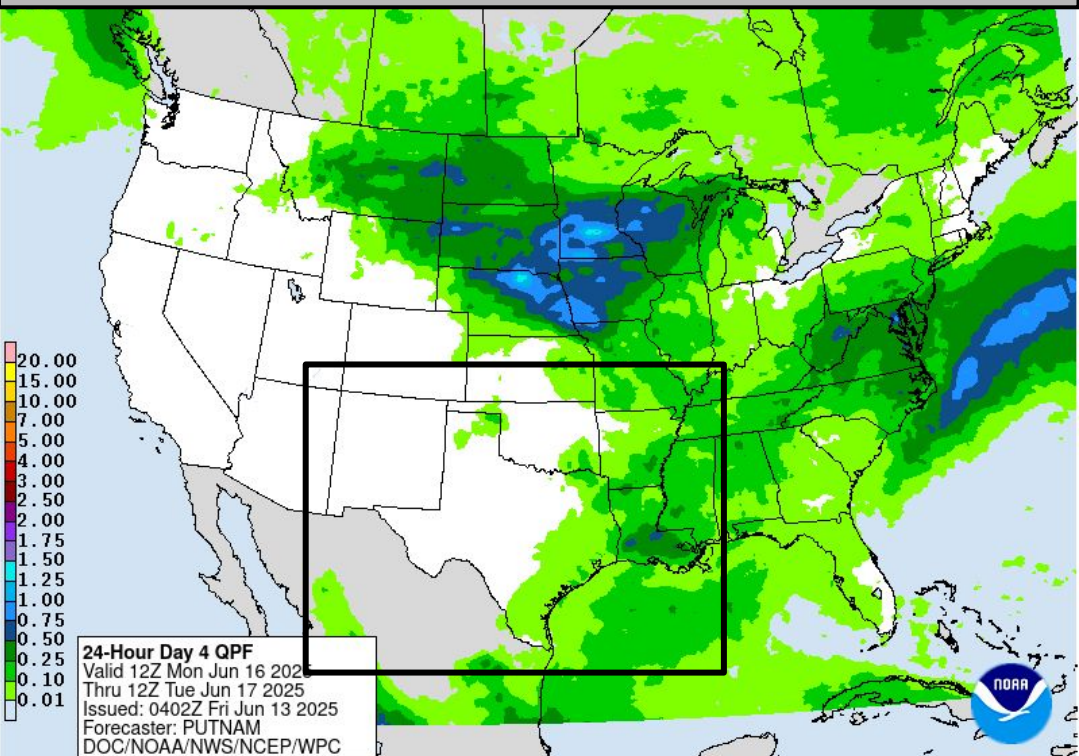 20.00
15.00
10.00
7.00
5.00
4.00
3.00
2.50
2.00
1.75
1.50
1.25
1.00
0.75
0.50
0.25
0.10
0.01
24-Hour Day 4 QPF
Valid 12Z Mon Jun 16 2025
Thru 12Z Tue Jun 17 2025
Issued: 0402Z Fri Jun 13 2025
Forecaster: PUTNAM
DOC/NOAA/NWS/NCEP/WPC
NOAA